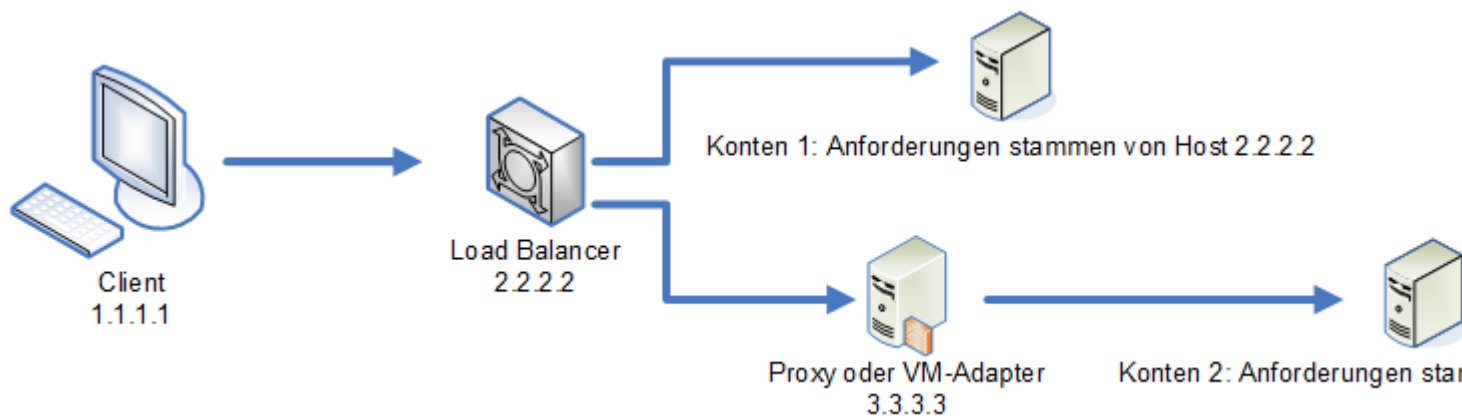 Konten 1: Anforderungen stammen von Host 2.2.2.2
Load Balancer
2.2.2.2
Client
1.1.1.1
Proxy oder VM-Adapter
3.3.3.3
Konten 2: Anforderungen